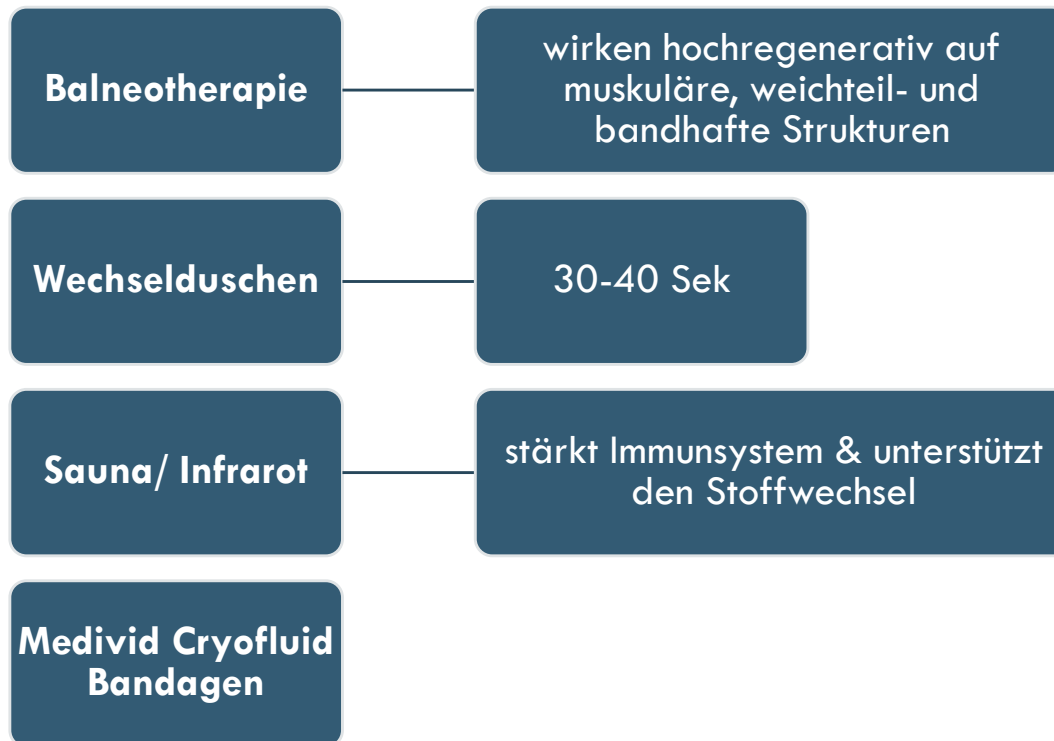 Balneotherapie
wirken hochregenerativ auf
muskuläre, weichteil- und
bandhafte Strukturen
Wechselduschen
30-40 Sek
Sauna/ Infrarot
stärkt Immunsystem & unterstützt
den Stoffwechsel
Medivid Cryofluid
Bandagen